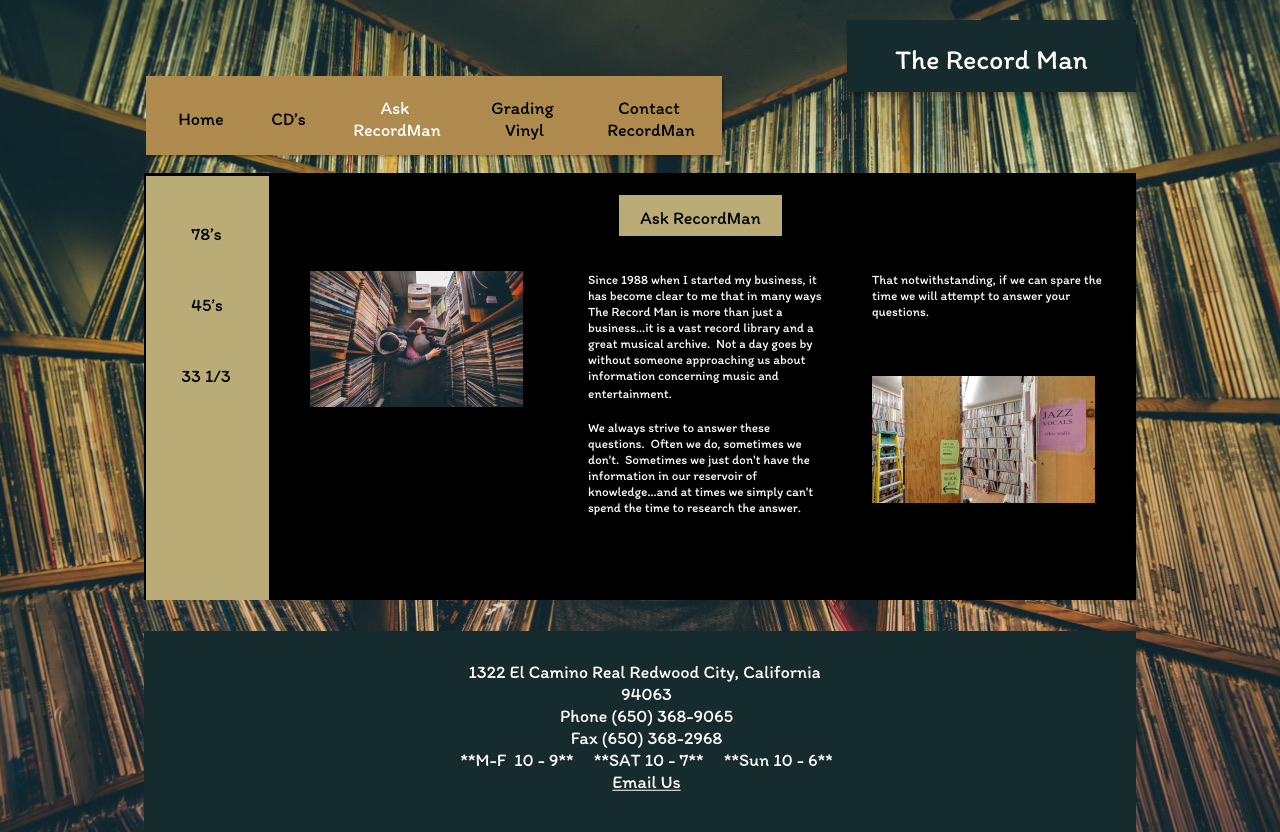 The Record Man
Home
CD's
Ask
RecordMan
Grading
Vinyl
Contact
RecordMan
78's
45's
33 1/3
Ask RecordMan
Since 1988 when I started my business, it
has become clear to me that in many ways
The Record Man is more than just a
business...it is a vast record library and a
great musical archive.  Not a day goes by
without someone approaching us about
information concerning music and
entertainment.
We always strive to answer these
questions.  Often we do, sometimes we
don't.  Sometimes we just don't have the
information in our reservoir of
knowledge...and at times we simply can't
spend the time to research the answer.
That notwithstanding, if we can spare the
time we will attempt to answer your
questions.
JAZZ
VOCALS
1322 El Camino Real Redwood City, California
94063
Phone (650) 368-9065
Fax (650) 368-2968
**M-F  10 - 9**     **SAT 10 - 7**     **Sun 10 - 6**
Email Us